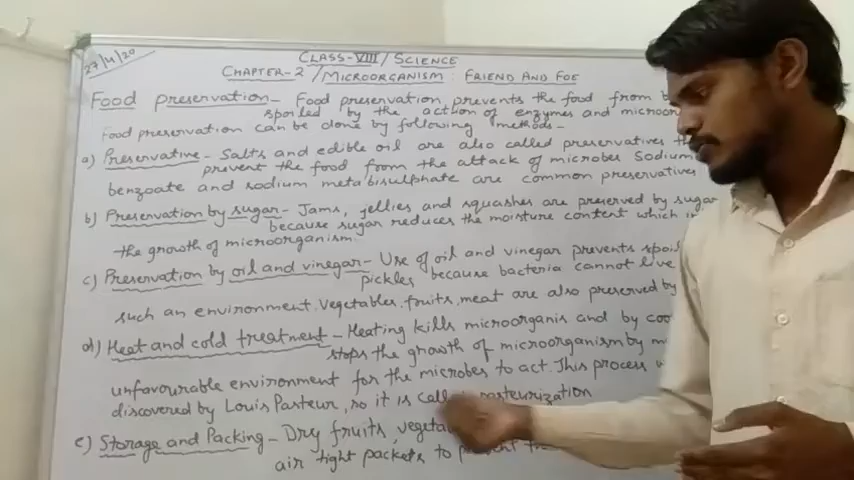 27/4/20
CLASS-VIII / SCIENCE
CHAPTER-2 / MICROORGANISM : FRIEND AND FOE
Food preservation - Food preservation prevents the food from
spoiled by the action of enzymes and
Food preservation can be done by following methods -
a) Preservative - Salts and edible oil are also called preservatives
prevent the food from the attack of microbes Sodium
benzoate and sodium metabisulphate are common preservatives
b) Preservation by sugar - Jams, jellies and squashes are preserved by sugar
because sugar reduces the moisture content which
the growth of microorganism.
c) Preservation by oil and vinegar - Use of oil and vinegar prevents
pickles because bacteria cannot live
such an environment. Vegetables, fruits, meat are also preserved by
d) Heat and cold treatment - Heating kills microorganis and by
stops the growth of microorganism by
unfavourable environment for the microbes to act. This process
discovered by Louis Pasteur, so it is pasteurization
e) Storage and Packing - Dry fruits,
air tight packets to